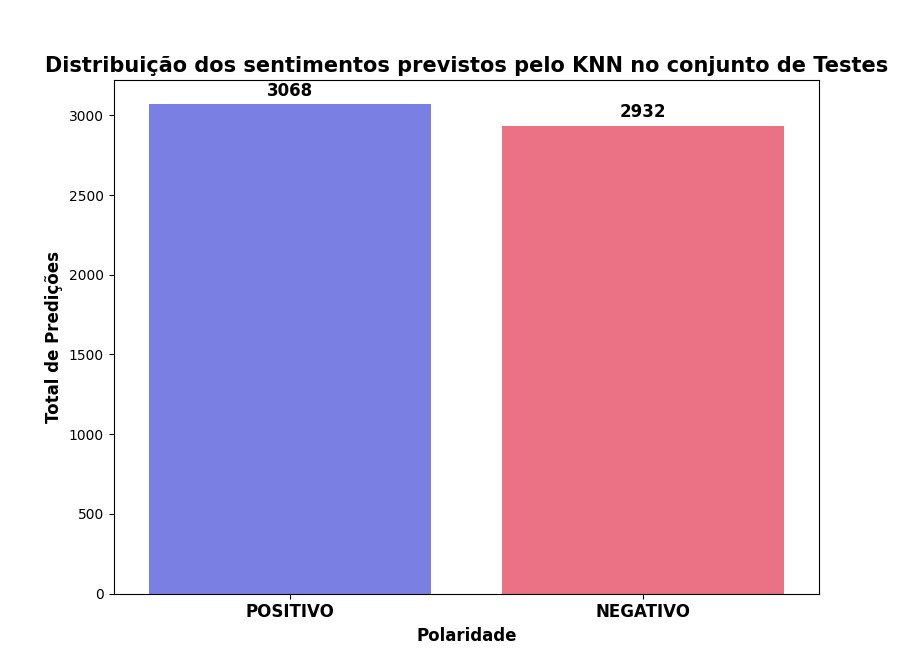 Distribuição dos sentimentos previstos pelo KNN no conjunto de Testes
3068
2932
3000
2500
2000
1500
1000
500
0
Total de Predições
POSITIVO
NEGATIVO
Polaridade